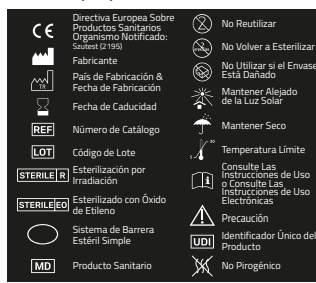 CE
Directiva Europea Sobre
Productos Sanitarios
Organismo Notificado:
Szutest (2195)
Fabricante
TR
País de Fabricación &
Fecha de Fabricación
Fecha de Caducidad
REF
Número de Catálogo
LOT
Código de Lote
STERILE R
Esterilización por
Irradiación
STERILE EO
Esterilizado con Óxido
de Etileno
Sistema de Barrera
Estéril Simple
MD
Producto Sanitario
2
No Reutilizar
No Volver a Esterilizar
No Utilizar si el Envase
Está Dañado
Mantener Alejado
de la Luz Solar
Mantener Seco
Temperatura Límite
Consulte Las
Instrucciones de Uso
o Consulte Las
Instrucciones de Uso
Electrónicas
Precaución
UDI
Identificador Único del
Producto
No Pirogénico